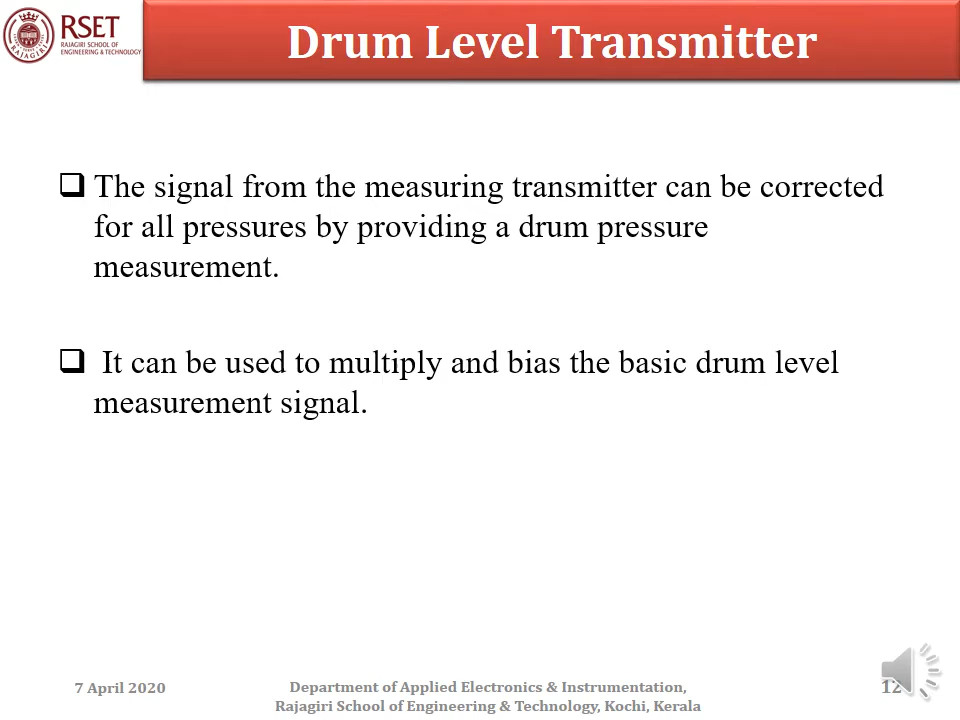 RSET
RAJAGIRI SCHOOL OF
ENGINEERING & TECHNOLOGY
RAJAGIRI
Drum Level Transmitter
The signal from the measuring transmitter can be corrected
for all pressures by providing a drum pressure
measurement.
It can be used to multiply and bias the basic drum level
measurement signal.
7 April 2020
Department of Applied Electronics & Instrumentation,
Rajagiri School of Engineering & Technology, Kochi, Kerala
12